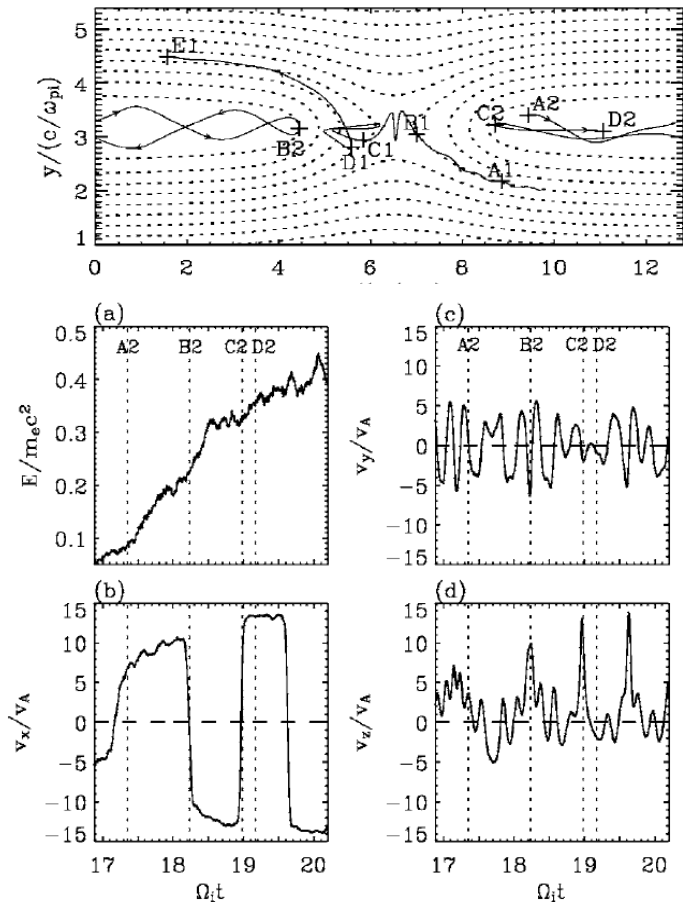 y/(c/ω_pi)
5
4
3
2
1
E1
B2
D1
C1
B1
A1
C2
A2
D2
0 2 4 6 8 10 12
(a)
A2 B2 C2 D2
E/m_ec^2
0.5
0.4
0.3
0.2
0.1
(c)
A2 B2 C2 D2
v_y/v_A
15
10
5
0
−5
−10
−15
(b)
v_x/v_A
15
10
5
0
−5
−10
−15
17 18 19 20
Ω_it
(d)
v_z/v_A
15
10
5
0
−5
−10
−15
17 18 19 20
Ω_it